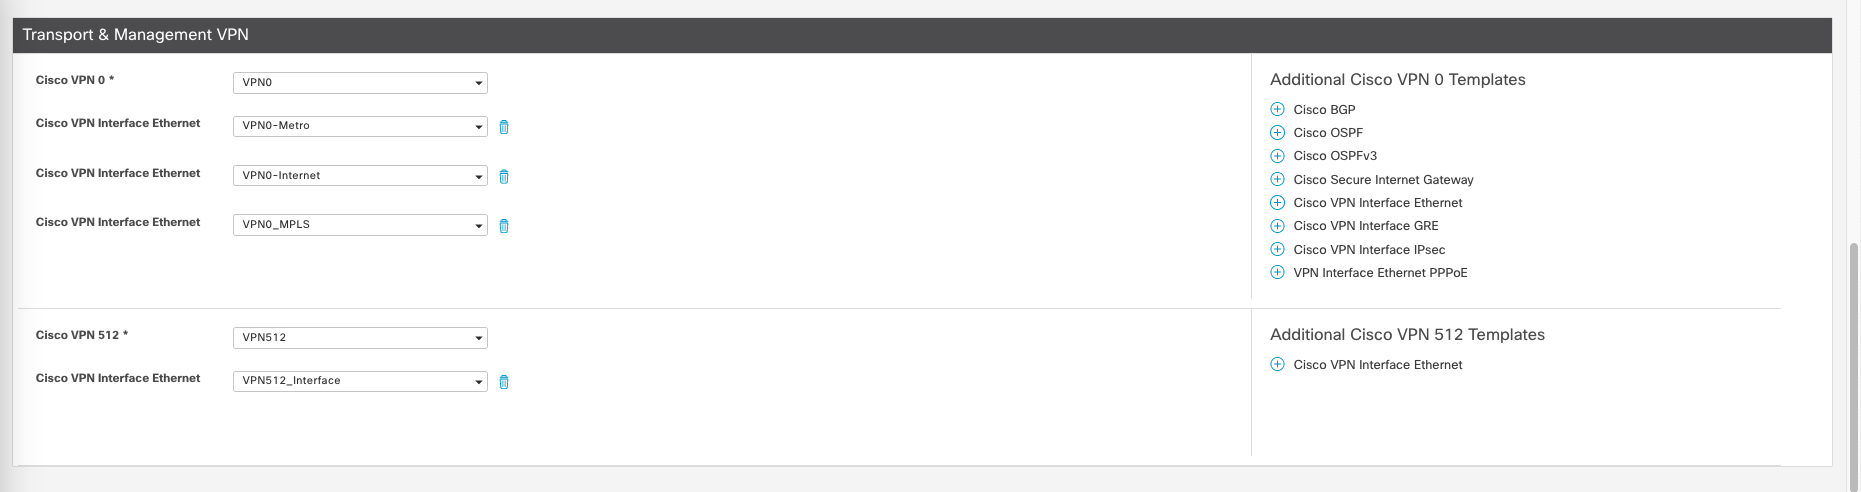 Transport & Management VPN
Cisco VPN 0 *
VPN0
Cisco VPN Interface Ethernet
VPN0-Metro
Cisco VPN Interface Ethernet
VPN0-Internet
Cisco VPN Interface Ethernet
VPN0_MPLS
Additional Cisco VPN 0 Templates
Cisco BGP
Cisco OSPF
Cisco OSPFv3
Cisco Secure Internet Gateway
Cisco VPN Interface Ethernet
Cisco VPN Interface GRE
Cisco VPN Interface IPsec
VPN Interface Ethernet PPPoE
Cisco VPN 512 *
VPN512
Cisco VPN Interface Ethernet
VPN512_Interface
Additional Cisco VPN 512 Templates
Cisco VPN Interface Ethernet